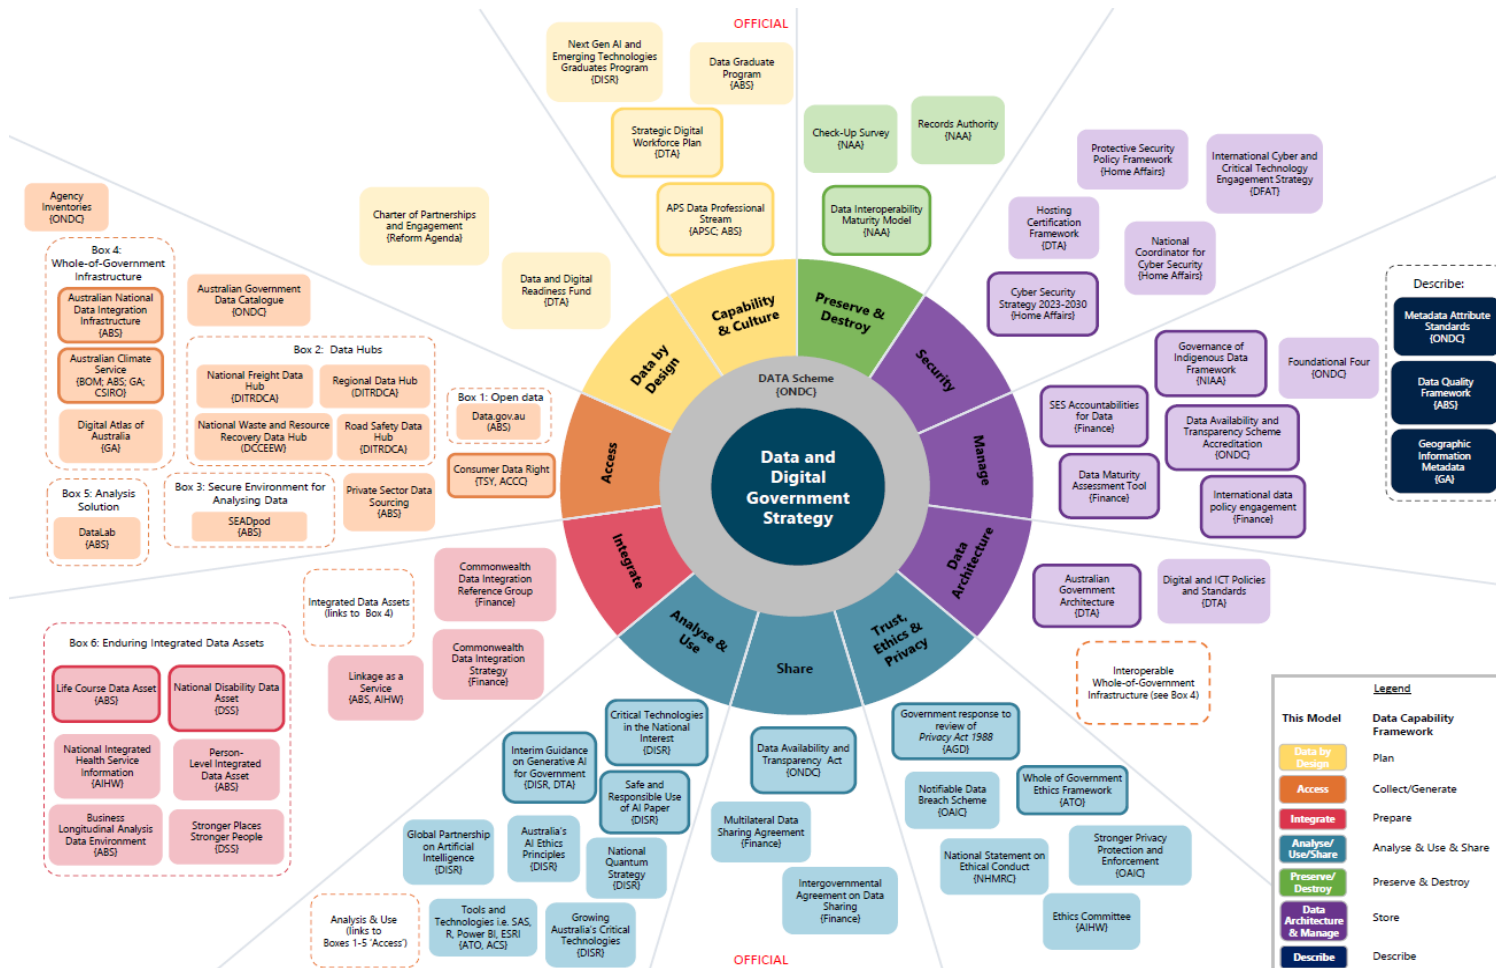 OFFICIAL
Next Gen AI and
Emerging Technologies
Graduates Program
{DISR}
Data Graduate
Program
{ABS}
Strategic Digital
Workforce Plan
{DTA}
APS Data Professional
Stream
{APSC; ABS}
Check-Up Survey
{NAA}
Records Authority
{NAA}
Data Interoperability
Maturity Model
{NAA}
Protective Security
Policy Framework
{Home Affairs}
International Cyber and
Critical Technology
Engagement Strategy
{DFAT}
Hosting
Certification
Framework
{DTA}
National
Coordinator for
Cyber Security
{Home Affairs}
Cyber Security
Strategy 2023-2030
{Home Affairs}
Agency
Inventories
{ONDC}
Charter of Partnerships
and Engagement
{Reform Agenda}
Data and Digital
Readiness Fund
{DTA}
Box 4:
Whole-of-Government
Infrastructure
Australian National
Data Integration
Infrastructure
{ABS}
Australian Climate
Service
{BOM; ABS; GA;
CSIRO}
Digital Atlas of
Australia
{GA}
Australian Government
Data Catalogue
{ONDC}
Box 2:  Data Hubs
National Freight Data
Hub
{DITRDCA}
Regional Data Hub
{DITRDCA}
National Waste and Resource
Recovery Data Hub
{DCCEEW}
Road Safety Data
Hub
{DITRDCA}
Box 1: Open data
Data.gov.au
{ABS}
Consumer Data Right
{TSY, ACCC}
Box 5: Analysis
Solution
DataLab
{ABS}
Box 3: Secure Environment for
Analysing Data
SEADpod
{ABS}
Private Sector Data
Sourcing
{ABS}
Capability
& Culture
Preserve &
Destroy
Data by
Design
Security
Access
Manage
Integrate
Data
Architecture
Analyse &
Use
Share
Trust,
Ethics &
Privacy
DATA Scheme
{ONDC}
Data and
Digital
Government
Strategy
Governance of
Indigenous Data
Framework
{NIAA}
Foundational Four
{ONDC}
SES Accountabilities
for Data
{Finance}
Data Availability and
Transparency Scheme
Accreditation
{ONDC}
Data Maturity
Assessment Tool
{Finance}
International data
policy engagement
{Finance}
Describe:
Metadata Attribute
Standards
{ONDC}
Data Quality
Framework
{ABS}
Geographic
Information
Metadata
{GA}
Australian
Government
Architecture
{DTA}
Digital and ICT Policies
and Standards
{DTA}
Interoperable
Whole-of-Government
Infrastructure (see Box 4)
Integrated Data Assets
(links to  Box 4)
Commonwealth
Data Integration
Reference Group
{Finance}
Commonwealth
Data Integration
Strategy
{Finance}
Linkage as a
Service
{ABS, AIHW}
Box 6: Enduring Integrated Data Assets
Life Course Data Asset
{ABS}
National Disability Data
Asset
{DSS}
National Integrated
Health Service
Information
{AIHW}
Person-
Level Integrated
Data Asset
{ABS}
Business
Longitudinal Analysis
Data Environment
{ABS}
Stronger Places
Stronger People
{DSS}
Critical Technologies
in the National
Interest
{DISR}
Interim Guidance
on Generative AI
for Government
{DISR, DTA}
Safe and
Responsible Use
of AI Paper
{DISR}
Global Partnership
on Artificial
Intelligence
{DISR}
Australia's
AI Ethics
Principles
{DISR}
National
Quantum
Strategy
{DISR}
Analysis & Use
(links to
Boxes 1-5 'Access')
Tools and
Technologies i.e. SAS,
R, Power BI, ESRI
{ATO, ACS}
Growing
Australia's Critical
Technologies
{DISR}
Data Availability and
Transparency Act
{ONDC}
Multilateral Data
Sharing Agreement
{Finance}
Intergovernmental
Agreement on Data
Sharing
{Finance}
Government response to
review of
Privacy Act 1988
{AGD}
Notifiable Data
Breach Scheme
{OAIC}
Whole of Government
Ethics Framework
{ATO}
National Statement on
Ethical Conduct
{NHMRC}
Stronger Privacy
Protection and
Enforcement
{OAIC}
Ethics Committee
{AIHW}
Legend
This Model
Data Capability
Framework
Data by
Design
Plan
Access
Collect/Generate
Integrate
Prepare
Analyse/
Use/Share
Analyse & Use & Share
Preserve/
Destroy
Preserve & Destroy
Data
Architecture
& Manage
Store
Describe
Describe
OFFICIAL